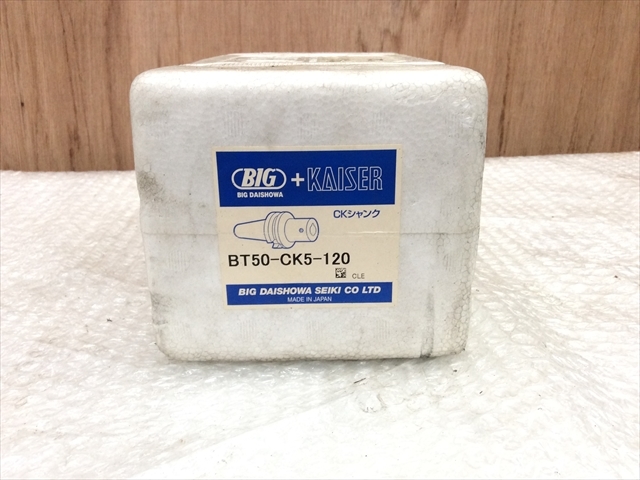 BIG +KAISER
BIG DAISHOWA
CKシャンク
BT50-CK5-120
CLE
BIG DAISHOWA SEIKI CO LTD
MADE IN JAPAN